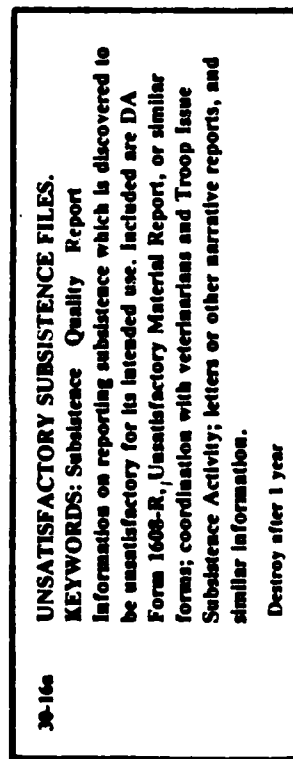 30-16a UNSATISFACTORY SUBSISTENCE FILES.
KEYWORDS: Subsistence Quality Report
Information on reporting subsistence which is discovered to
be unsatisfactory for its intended use. Included are DA
Form 1608-R, Unsatisfactory Material Report, or similar
forms; coordination with veterinarians and Troop Issue
Subsistence Activity; letters or other narrative reports, and
similar information.
Destroy after 1 year